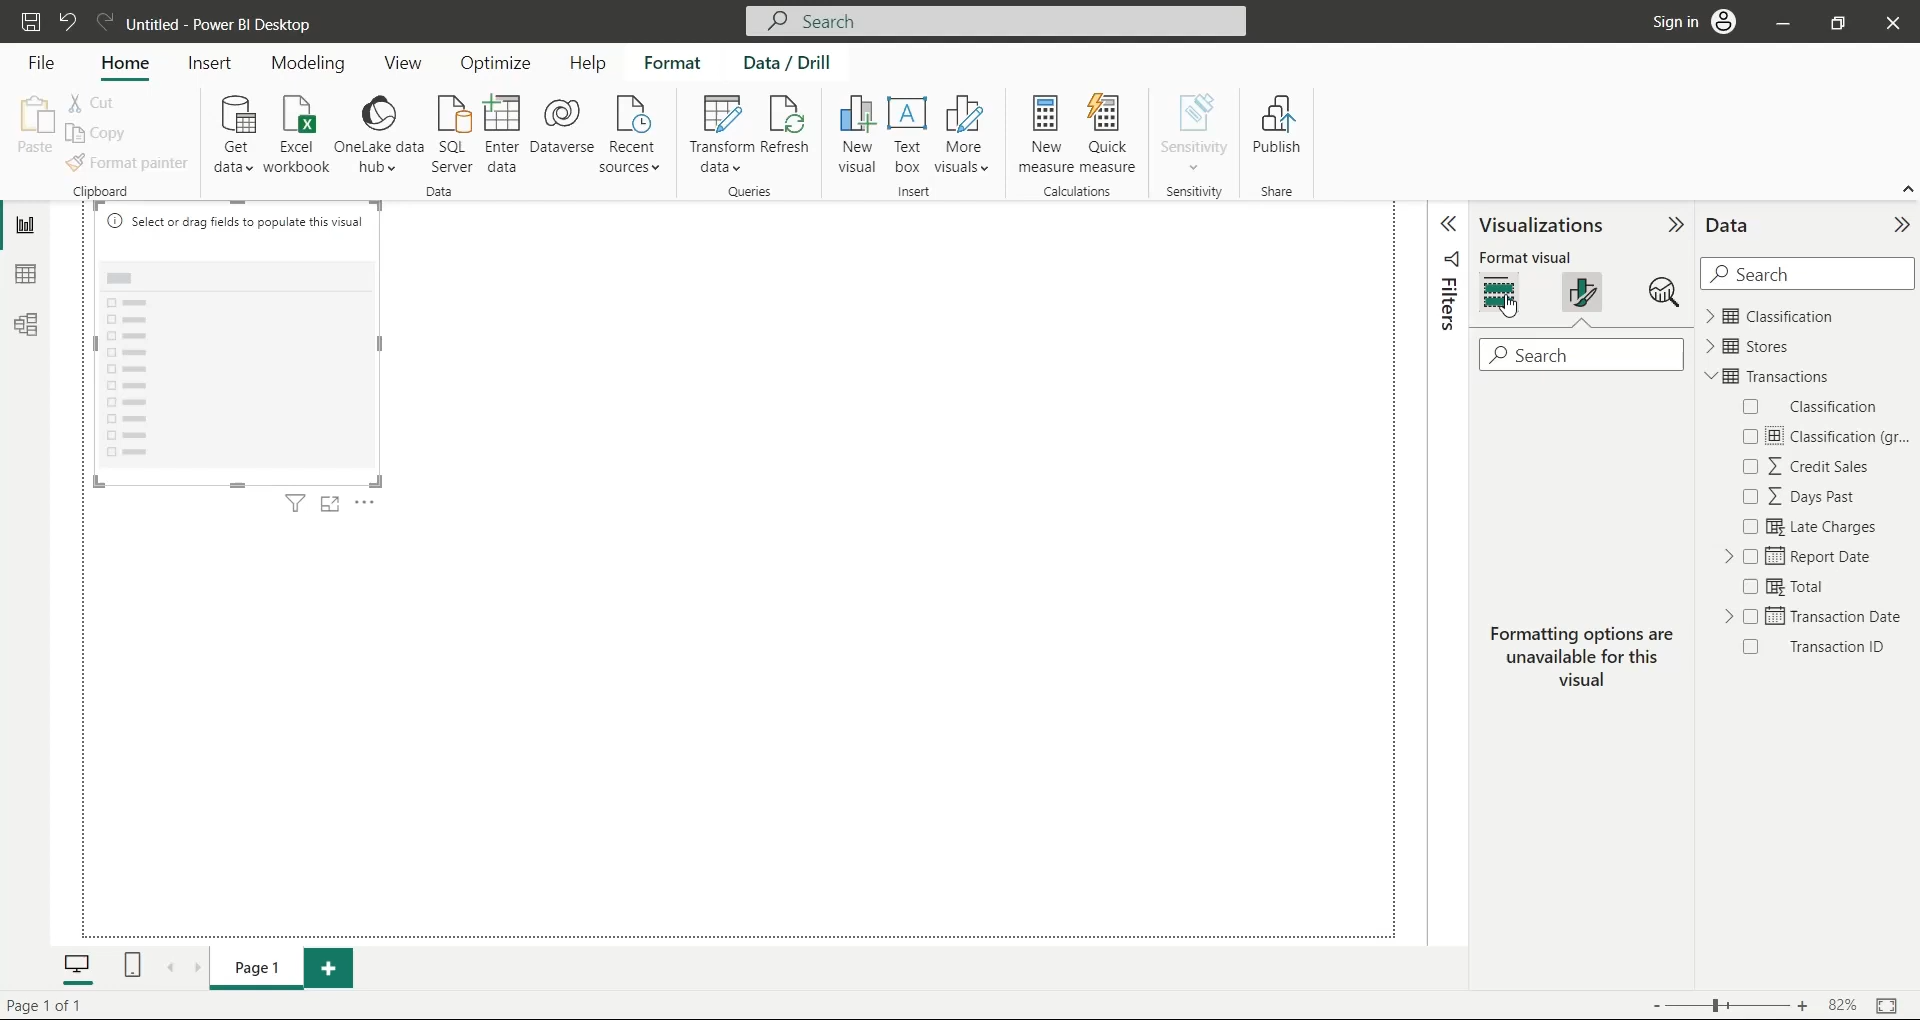 Untitled - Power BI Desktop
Search
Sign in
File Home Insert Modeling View Optimize Help Format Data / Drill
Paste
Cut
Copy
Format painter
Clipboard
Get data
Excel workbook
OneLake data hub
SQL Server
Enter data
Dataverse
Recent sources
Data
Transform data
Refresh
Queries
New visual
Text box
More visuals
Insert
New measure
Quick measure
Calculations
Sensitivity
Sensitivity
Publish
Share
Select or drag fields to populate this visual
Filters
Visualizations
Format visual
Search
Formatting options are
unavailable for this
visual
Data
Search
Classification
Stores
Transactions
Classification
Classification (gr...
Credit Sales
Days Past
Late Charges
Report Date
Total
Transaction Date
Transaction ID
Page 1
Page 1 of 1
- + 82%